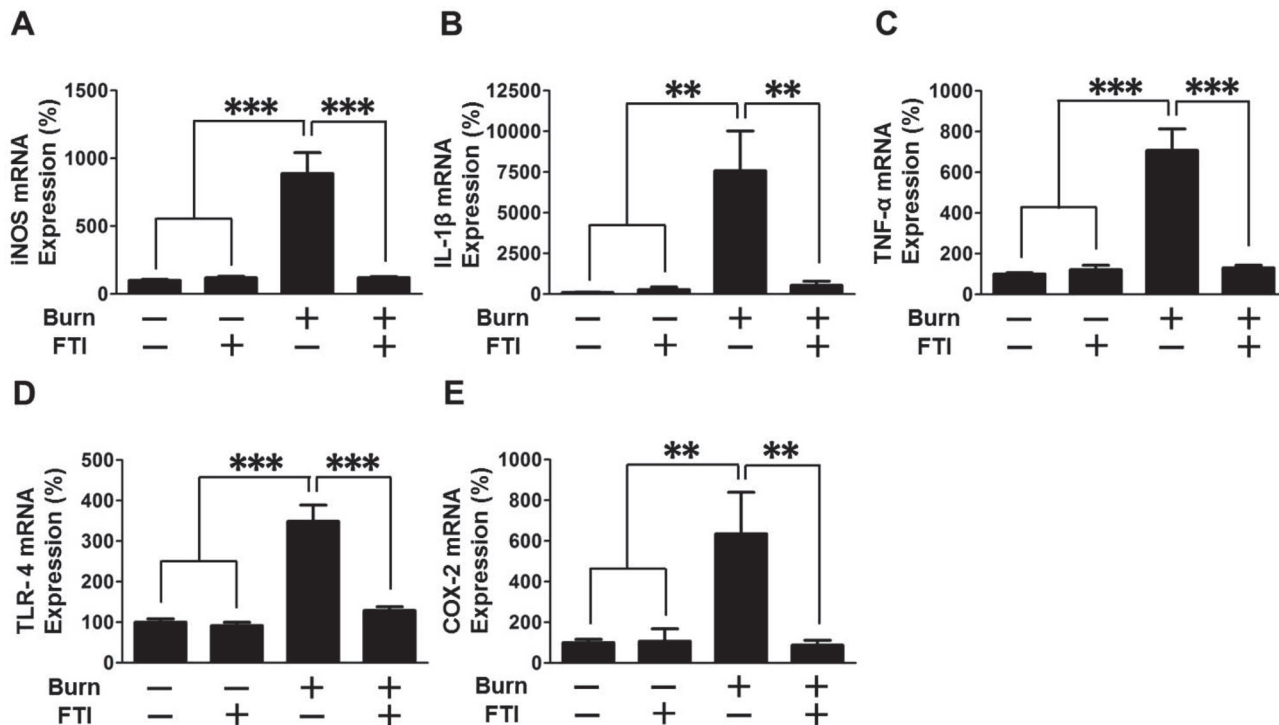 A
iNOS mRNA
Expression (%)
1500
1000
500
0
*** ***
Burn − − + +
FTI − + − +
B
IL-1β mRNA
Expression (%)
12500
10000
7500
5000
2500
0
** **
Burn − − + +
FTI − + − +
C
TNF-α mRNA
Expression (%)
1000
800
600
400
200
0
*** ***
Burn − − + +
FTI − + − +
D
TLR-4 mRNA
Expression (%)
500
400
300
200
100
0
*** ***
Burn − − + +
FTI − + − +
E
COX-2 mRNA
Expression (%)
1000
800
600
400
200
0
** **
Burn − − + +
FTI − + − +